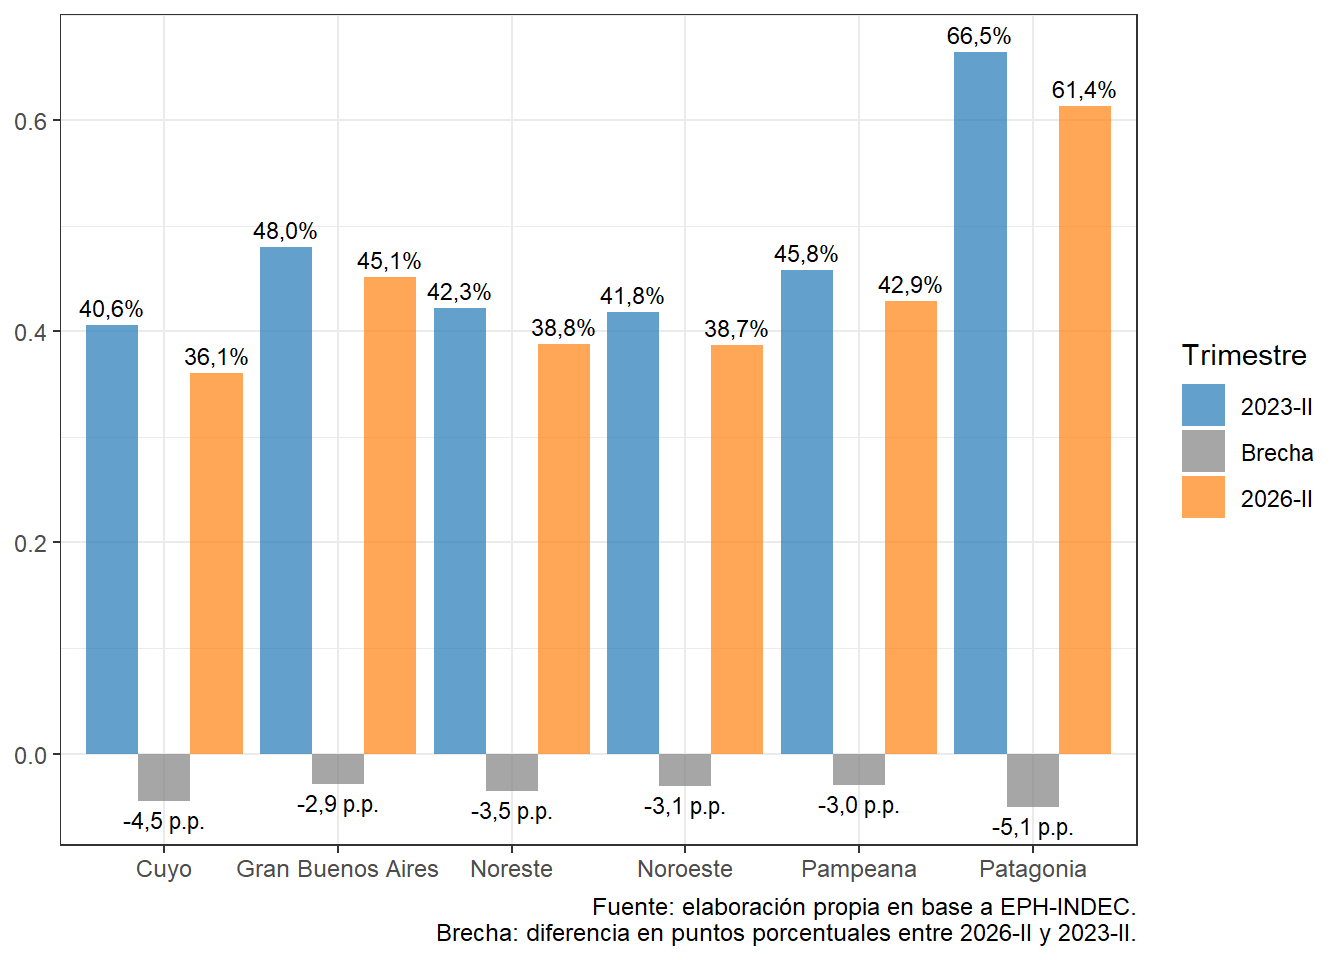 66,5%
61,4%
48,0%
45,1%
45,8%
42,9%
42,3%
41,8%
40,6%
38,8%
38,7%
36,1%
0.6
0.4
0.2
0.0
-4,5 p.p.
-2,9 p.p.
-3,5 p.p.
-3,1 p.p.
-3,0 p.p.
-5,1 p.p.
Cuyo
Gran Buenos Aires
Noreste
Noroeste
Pampeana
Patagonia
Trimestre
2023-II
Brecha
2026-II
Fuente: elaboración propia en base a EPH-INDEC.
Brecha: diferencia en puntos porcentuales entre 2026-II y 2023-II.